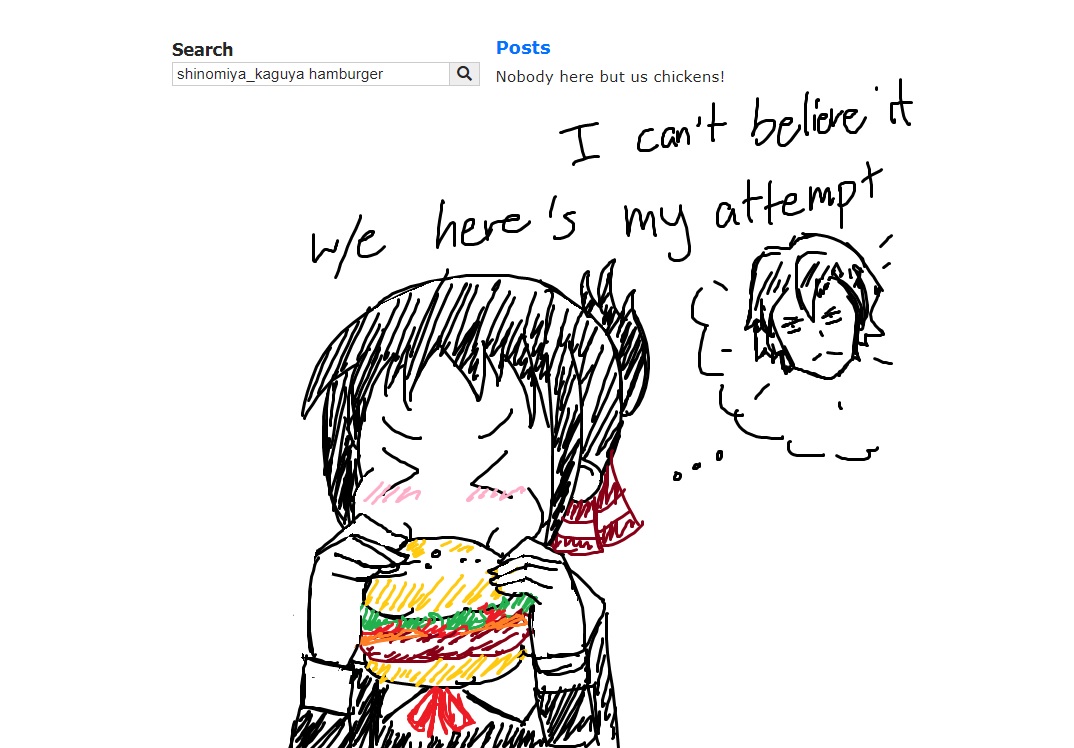 Search
shinomiya_kaguya hamburger
Posts
Nobody here but us chickens!
I can't believe it
w/e here's my attempt